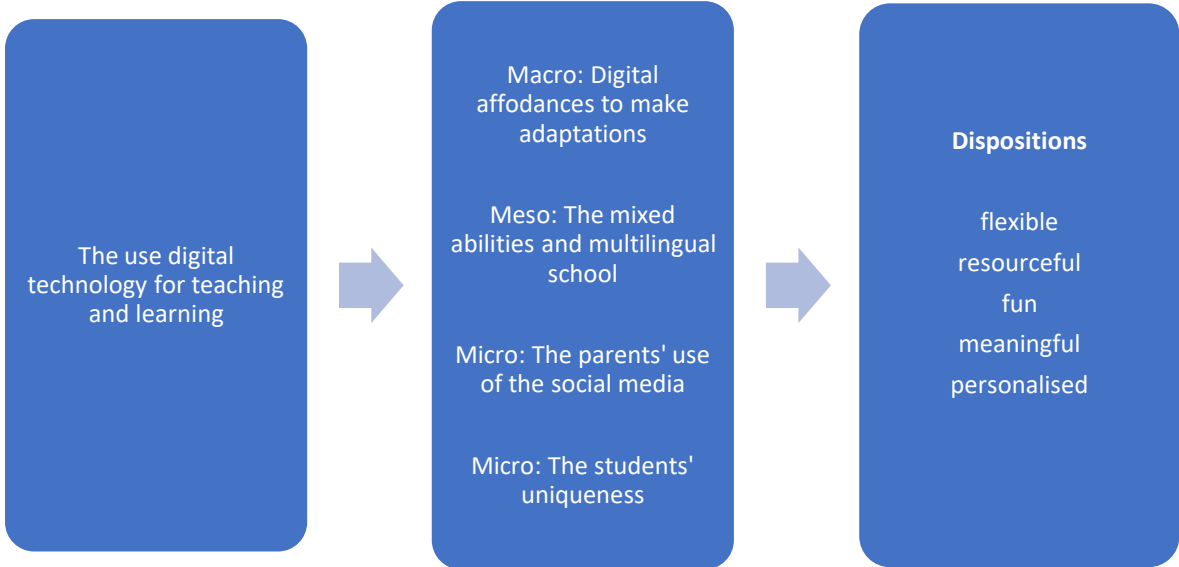 The use digital
technology for teaching
and learning
Macro: Digital
affodances to make
adaptations
Meso: The mixed
abilities and multilingual
school
Micro: The parents' use
of the social media
Micro: The students'
uniqueness
Dispositions
flexible
resourceful
fun
meaningful
personalised